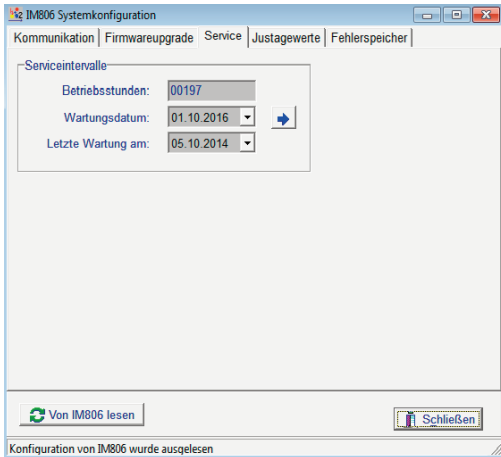 IM806 Systemkonfiguration
Kommunikation Firmwareupgrade Service Justagewerte Fehlerspeicher
Serviceintervalle
Betriebsstunden: 00197
Wartungsdatum: 01.10.2016
Letzte Wartung am: 05.10.2014
Von IM806 lesen
Schließen
Konfiguration von IM806 wurde ausgelesen